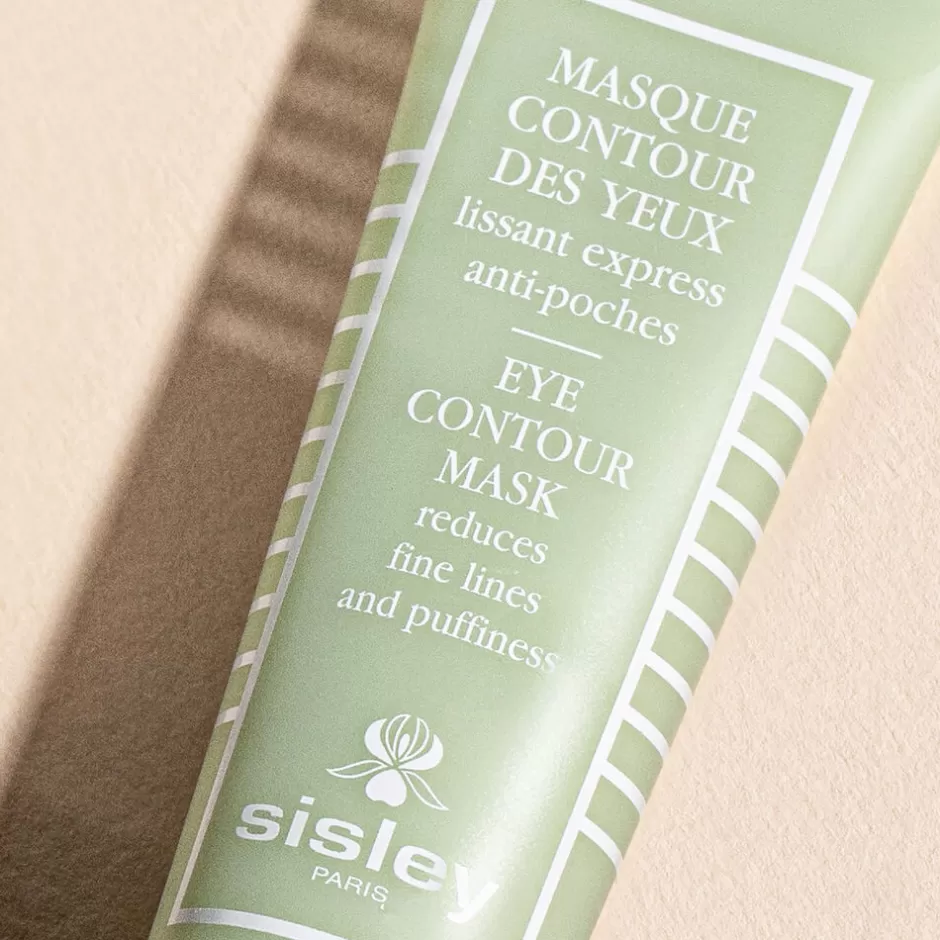 MASQUE
CONTOUR
DES YEUX
lissant express
anti-poches
EYE
CONTOUR
MASK
reduces
fine lines
and puffiness
sisley
PARIS